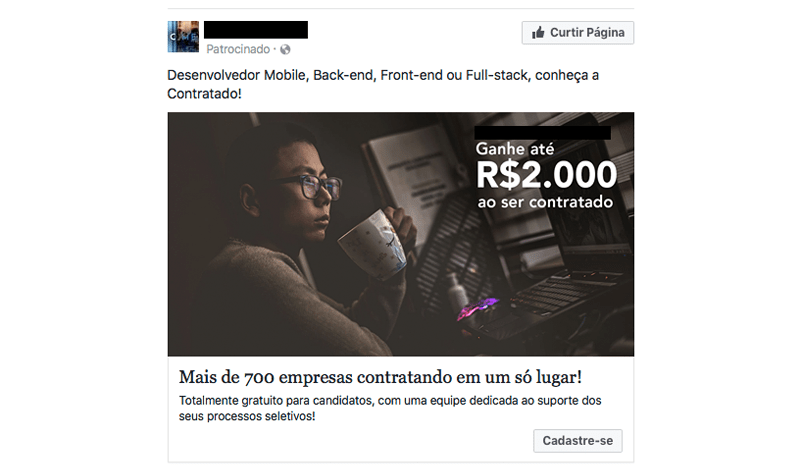 Curtir Página
Patrocinado ·
Desenvolvedor Mobile, Back-end, Front-end ou Full-stack, conheça a
Contratado!
Ganhe até
R$2.000
ao ser contratado
Mais de 700 empresas contratando em um só lugar!
Totalmente gratuito para candidatos, com uma equipe dedicada ao suporte dos
seus processos seletivos!
Cadastre-se